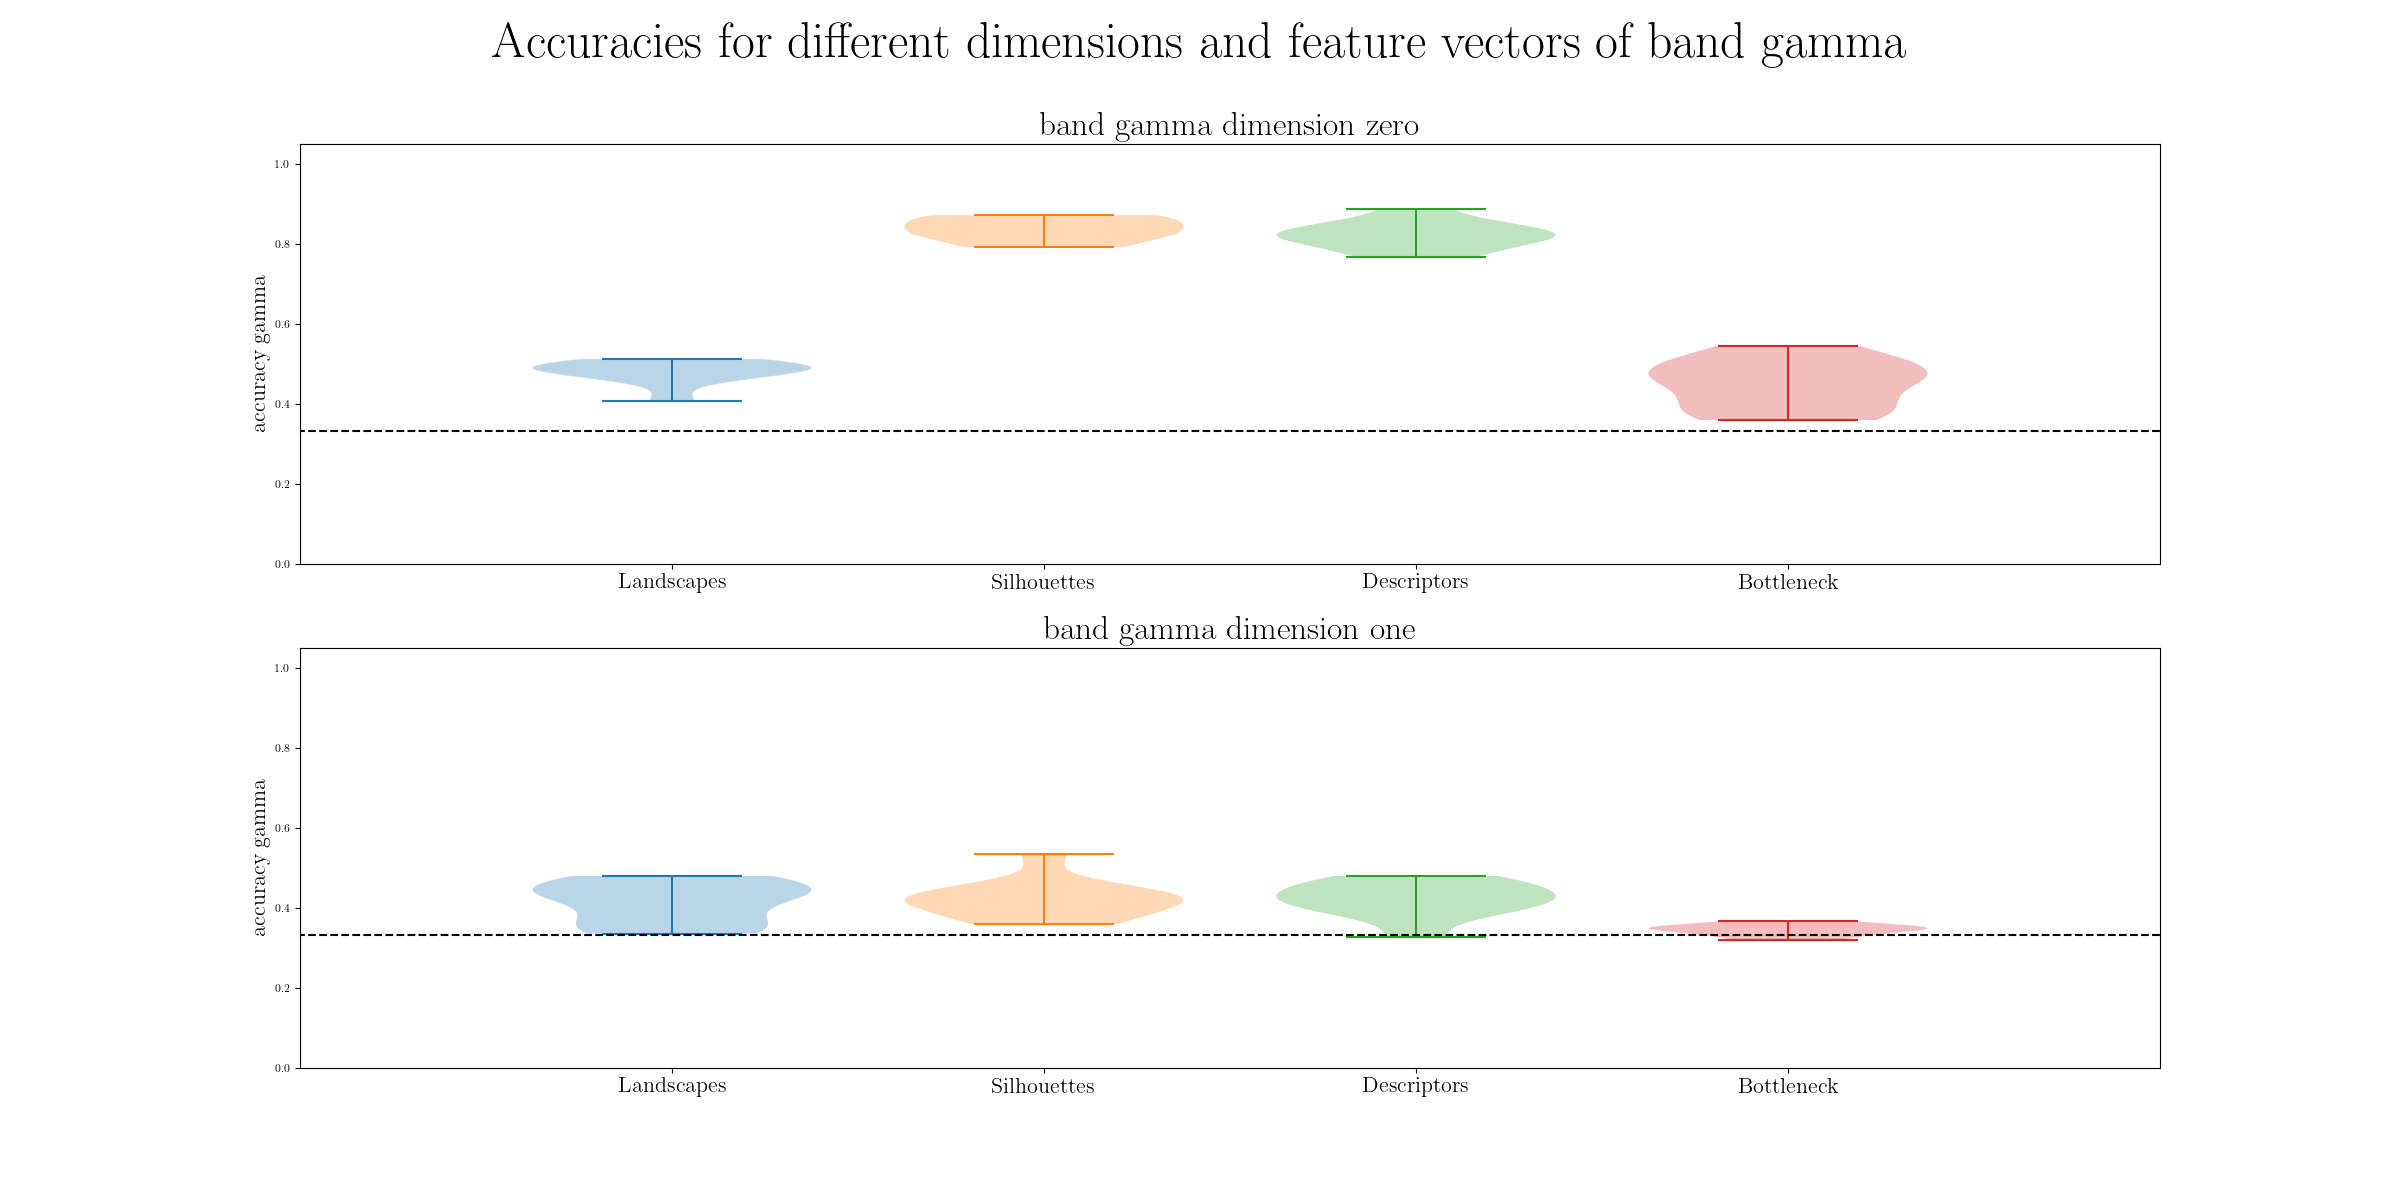 Accuracies for different dimensions and feature vectors of band gamma
band gamma dimension zero
accuracy gamma
1.0
0.8
0.6
0.4
0.2
0.0
Landscapes Silhouettes Descriptors Bottleneck
band gamma dimension one
accuracy gamma
1.0
0.8
0.6
0.4
0.2
0.0
Landscapes Silhouettes Descriptors Bottleneck